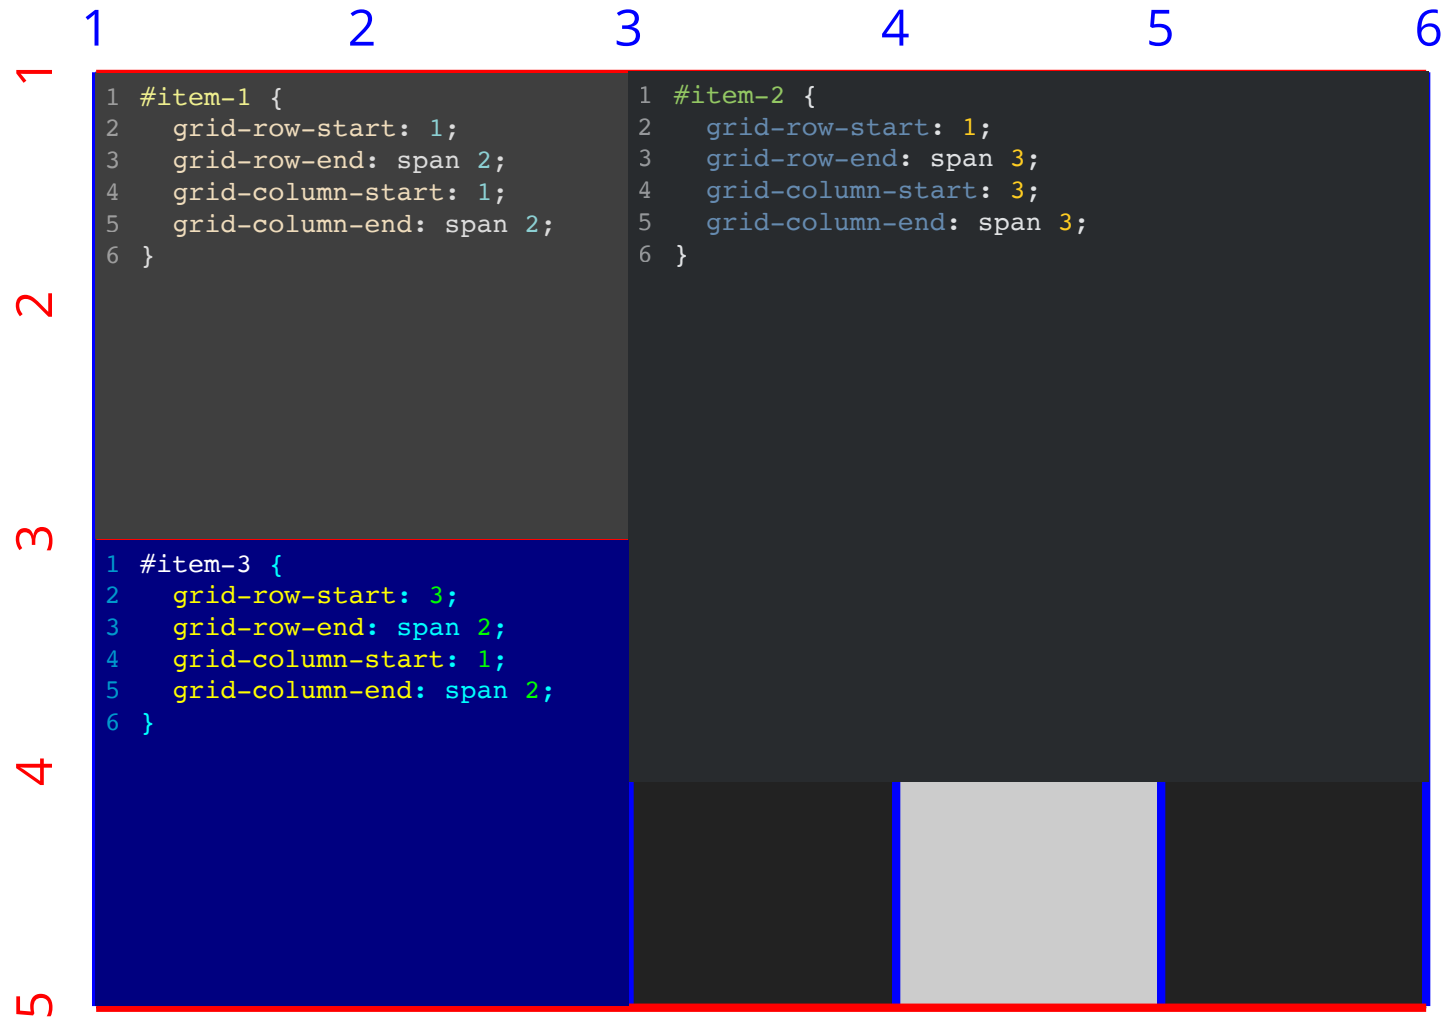 1 2 3 4 5 6
1
1 #item-1 {
2   grid-row-start: 1;
3   grid-row-end: span 2;
4   grid-column-start: 1;
5   grid-column-end: span 2;
6 }
1 #item-2 {
2   grid-row-start: 1;
3   grid-row-end: span 3;
4   grid-column-start: 3;
5   grid-column-end: span 3;
6 }
2
3
1 #item-3 {
2   grid-row-start: 3;
3   grid-row-end: span 2;
4   grid-column-start: 1;
5   grid-column-end: span 2;
6 }
4
5